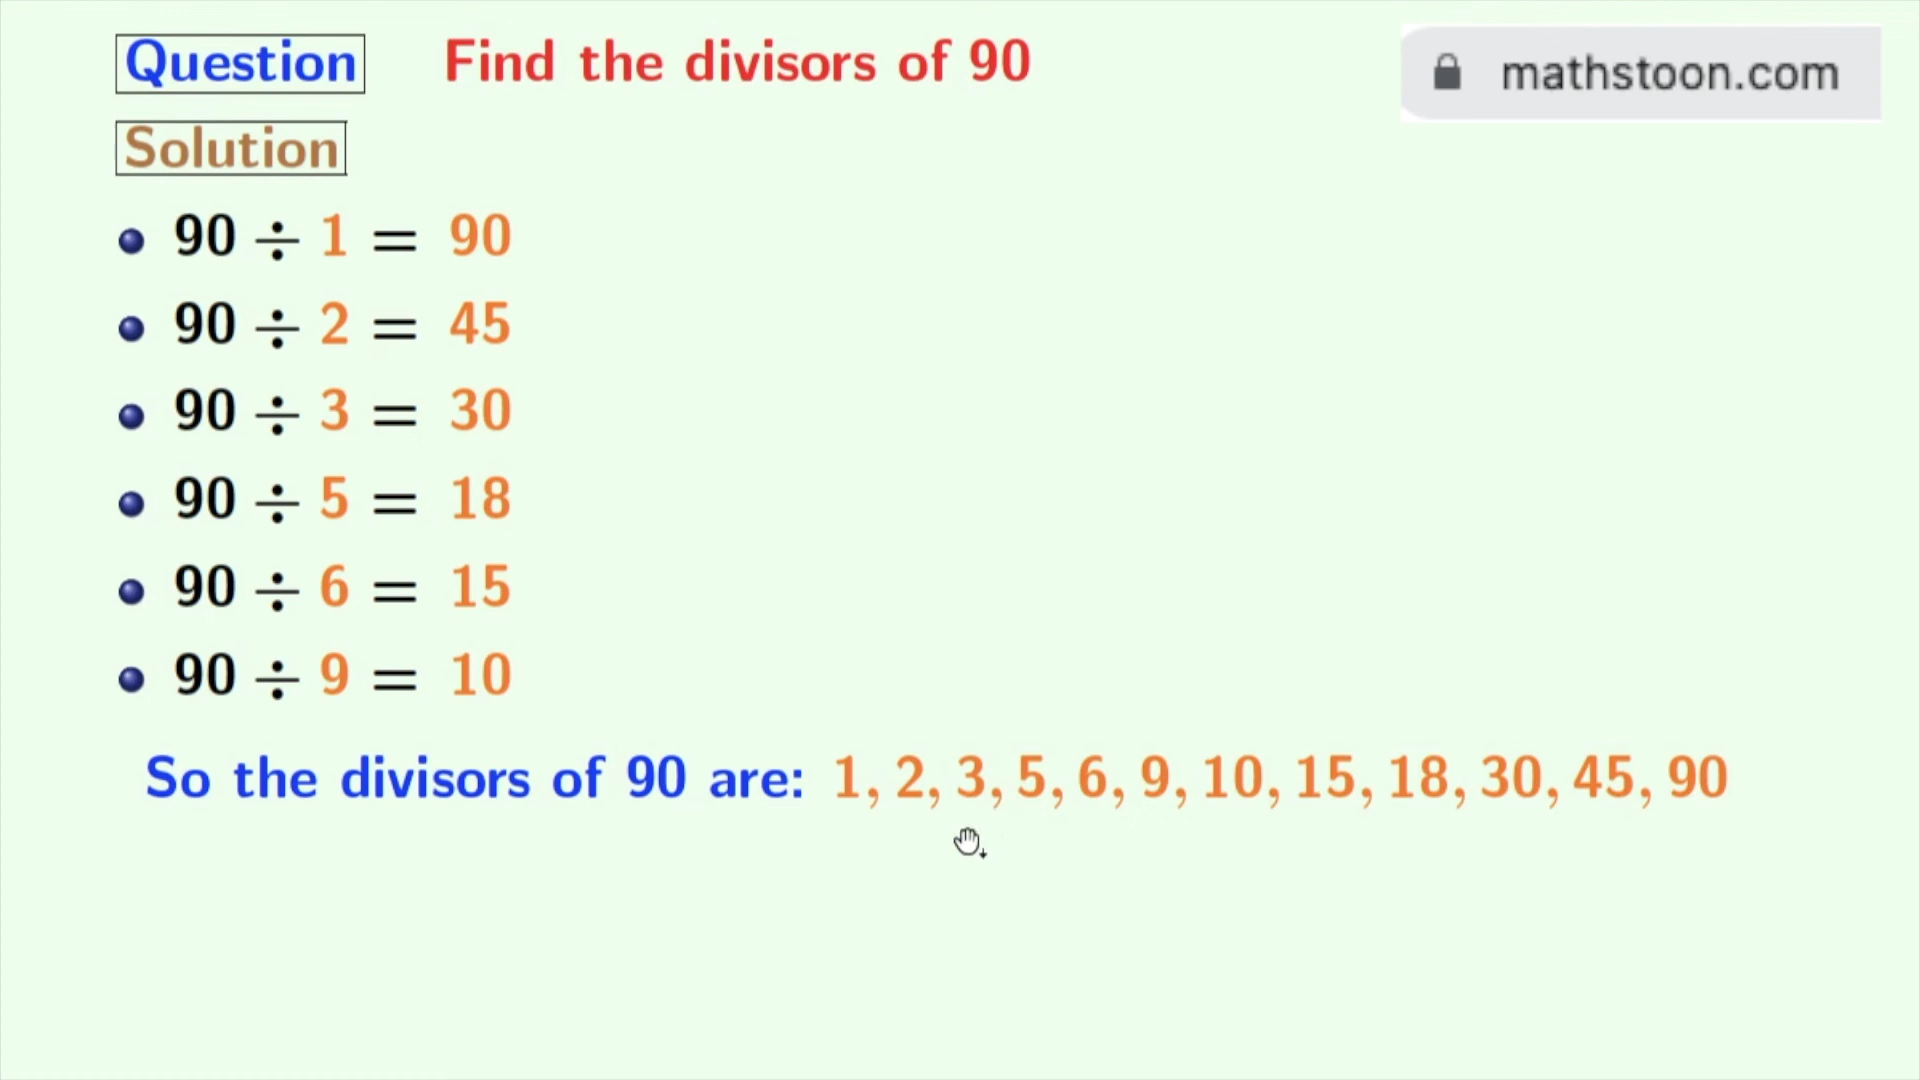 Question Find the divisors of 90
mathstoon.com
Solution
90 ÷ 1 = 90
90 ÷ 2 = 45
90 ÷ 3 = 30
90 ÷ 5 = 18
90 ÷ 6 = 15
90 ÷ 9 = 10
So the divisors of 90 are: 1, 2, 3, 5, 6, 9, 10, 15, 18, 30, 45, 90